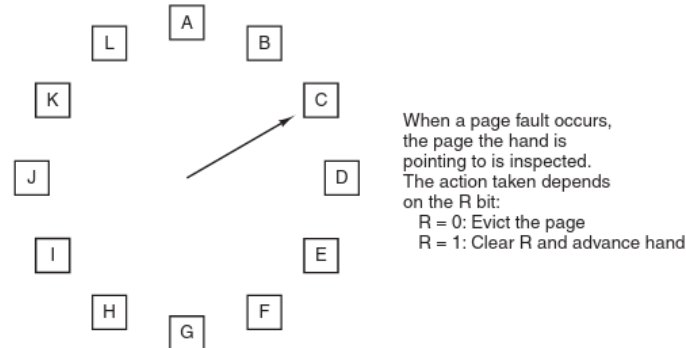 A
B
C
D
E
F
G
H
I
J
K
L
When a page fault occurs,
the page the hand is
pointing to is inspected.
The action taken depends
on the R bit:
R = 0: Evict the page
R = 1: Clear R and advance hand